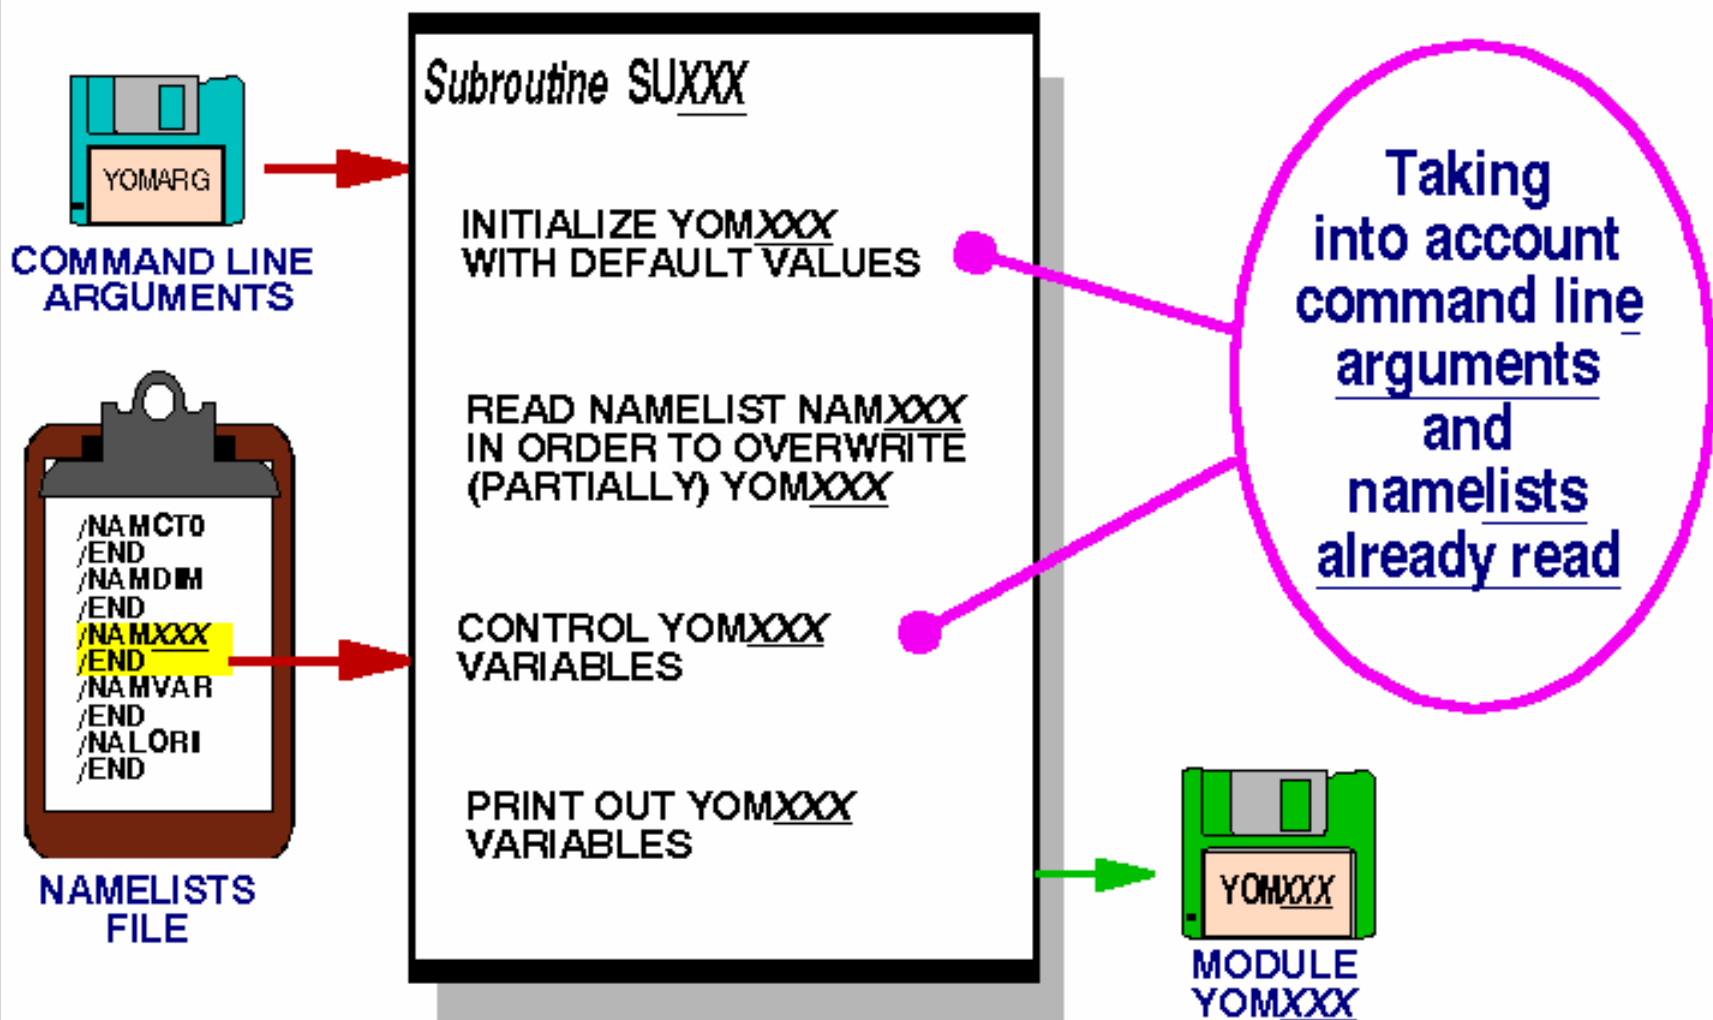 Subroutine SUXXX
YOMARG
COMMAND LINE
ARGUMENTS
INITIALIZE YOMXXX
WITH DEFAULT VALUES
READ NAMELIST NAMXXX
IN ORDER TO OVERWRITE
(PARTIALLY) YOMXXX
CONTROL YOMXXX
VARIABLES
PRINT OUT YOMXXX
VARIABLES
/NAMCT0
/END
/NAMDIM
/END
/NAMXXX
/END
/NAMVAR
/END
/NALORI
/END
NAMELISTS
FILE
Taking
into account
command line
arguments
and
namelists
already read
YOMXXX
MODULE
YOMXXX